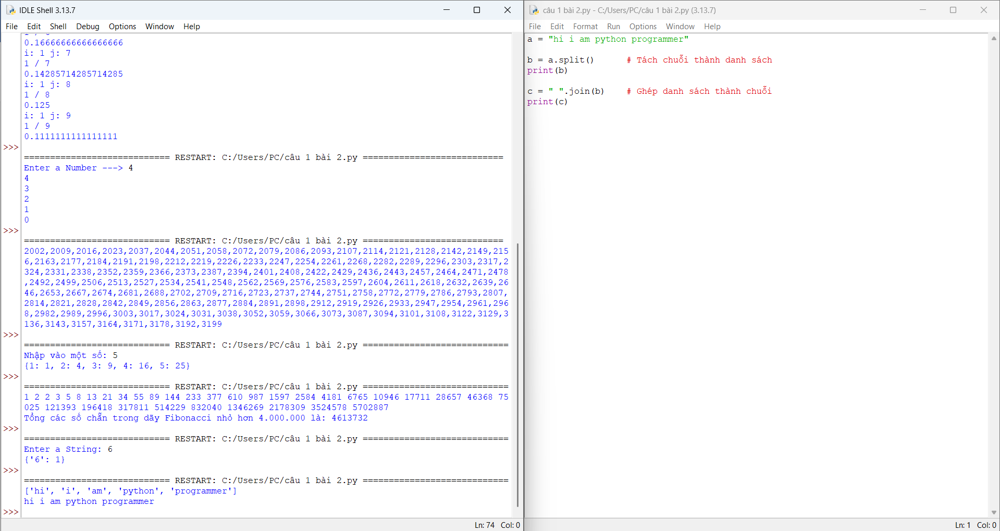 IDLE Shell 3.13.7
File Edit Shell Debug Options Window Help
0.16666666666666666
i: 1 j: 7
1 / 7
0.14285714285714285
i: 1 j: 8
1 / 8
0.125
i: 1 j: 9
1 / 9
0.1111111111111111
>>>
============================ RESTART: C:/Users/PC/câu 1 bài 2.py ===========================
Enter a Number ---> 4
4
3
2
1
0
>>>
============================ RESTART: C:/Users/PC/câu 1 bài 2.py ===========================
2002,2009,2016,2023,2037,2044,2051,2058,2072,2079,2086,2093,2107,2114,2121,2128,2142,2149,215
6,2163,2177,2184,2191,2198,2212,2219,2226,2233,2247,2254,2261,2268,2282,2289,2296,2303,2317,2
324,2331,2338,2352,2359,2366,2373,2387,2394,2401,2408,2422,2429,2436,2443,2457,2464,2471,2478
,2492,2499,2506,2513,2527,2534,2541,2548,2562,2569,2576,2583,2597,2604,2611,2618,2632,2639,26
46,2653,2667,2674,2681,2688,2702,2709,2716,2723,2737,2744,2751,2758,2772,2779,2786,2793,2807,
2814,2821,2828,2842,2849,2856,2863,2877,2884,2891,2898,2912,2919,2926,2933,2947,2954,2961,296
8,2982,2989,2996,3003,3017,3024,3031,3038,3052,3059,3066,3073,3087,3094,3101,3108,3122,3129,3
136,3143,3157,3164,3171,3178,3192,3199
>>>
============================ RESTART: C:/Users/PC/câu 1 bài 2.py ============================
Nhập vào một số: 5
{1: 1, 2: 4, 3: 9, 4: 16, 5: 25}
>>>
============================ RESTART: C:/Users/PC/câu 1 bài 2.py ============================
1 2 2 3 5 8 13 21 34 55 89 144 233 377 610 987 1597 2584 4181 6765 10946 17711 28657 46368 75
025 121393 196418 317811 514229 832040 1346269 2178309 3524578 5702887
Tổng các số chẵn trong dãy Fibonacci nhỏ hơn 4.000.000 là: 4613732
>>>
============================ RESTART: C:/Users/PC/câu 1 bài 2.py ============================
Enter a String: 6
{'6': 1}
>>>
============================ RESTART: C:/Users/PC/câu 1 bài 2.py ============================
['hi', 'i', 'am', 'python', 'programmer']
hi i am python programmer
>>>
Ln: 74 Col: 0
câu 1 bài 2.py - C:/Users/PC/câu 1 bài 2.py (3.13.7)
File Edit Format Run Options Window Help
a = "hi i am python programmer"
b = a.split() # Tách chuỗi thành danh sách
print(b)
c = " ".join(b) # Ghép danh sách thành chuỗi
print(c)
Ln: 1 Col: 0